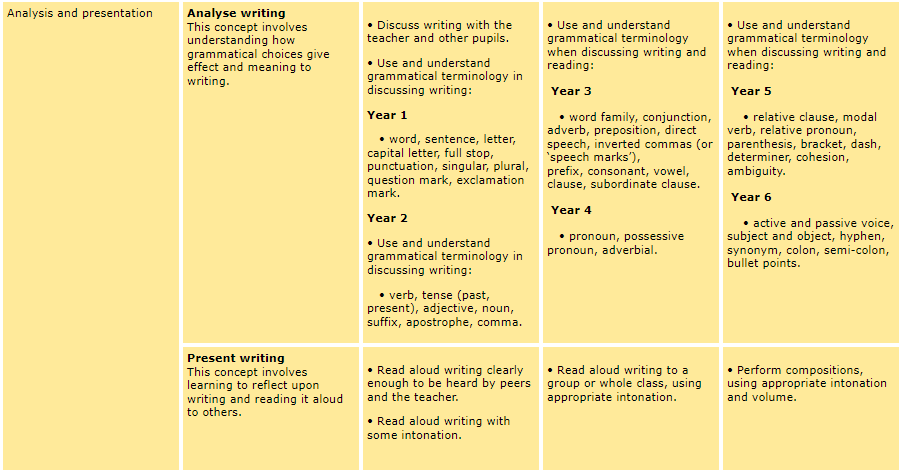 Analysis and presentation
Analyse writing
This concept involves
understanding how
grammatical choices give
effect and meaning to
writing.
• Discuss writing with the
teacher and other pupils.
• Use and understand
grammatical terminology in
discussing writing:
Year 1
• word, sentence, letter,
capital letter, full stop,
punctuation, singular, plural,
question mark, exclamation
mark.
Year 2
• Use and understand
grammatical terminology in
discussing writing:
• verb, tense (past,
present), adjective, noun,
suffix, apostrophe, comma.
• Use and understand
grammatical terminology
when discussing writing and
reading:
Year 3
• word family, conjunction,
adverb, preposition, direct
speech, inverted commas (or
‘speech marks’),
prefix, consonant, vowel,
clause, subordinate clause.
Year 4
• pronoun, possessive
pronoun, adverbial.
• Use and understand
grammatical terminology
when discussing writing and
reading:
Year 5
• relative clause, modal
verb, relative pronoun,
parenthesis, bracket, dash,
determiner, cohesion,
ambiguity.
Year 6
• active and passive voice,
subject and object, hyphen,
synonym, colon, semi-colon,
bullet points.
Present writing
This concept involves
learning to reflect upon
writing and reading it aloud
to others.
• Read aloud writing clearly
enough to be heard by peers
and the teacher.
• Read aloud writing with
some intonation.
• Read aloud writing to a
group or whole class, using
appropriate intonation.
• Perform compositions,
using appropriate intonation
and volume.